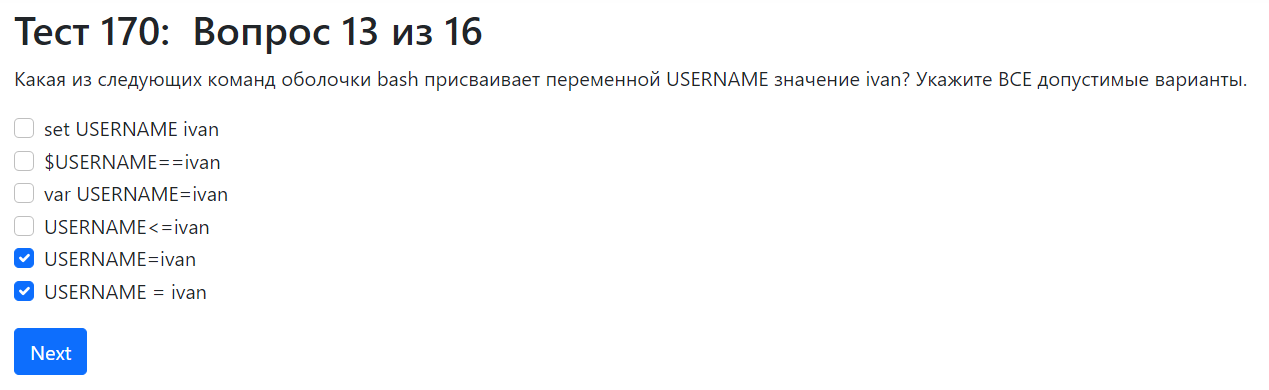 Тест 170: Вопрос 13 из 16
Какая из следующих команд оболочки bash присваивает переменной USERNAME значение ivan? Укажите ВСЕ допустимые варианты.
set USERNAME ivan
$USERNAME==ivan
var USERNAME=ivan
USERNAME<=ivan
USERNAME=ivan
USERNAME = ivan
Next